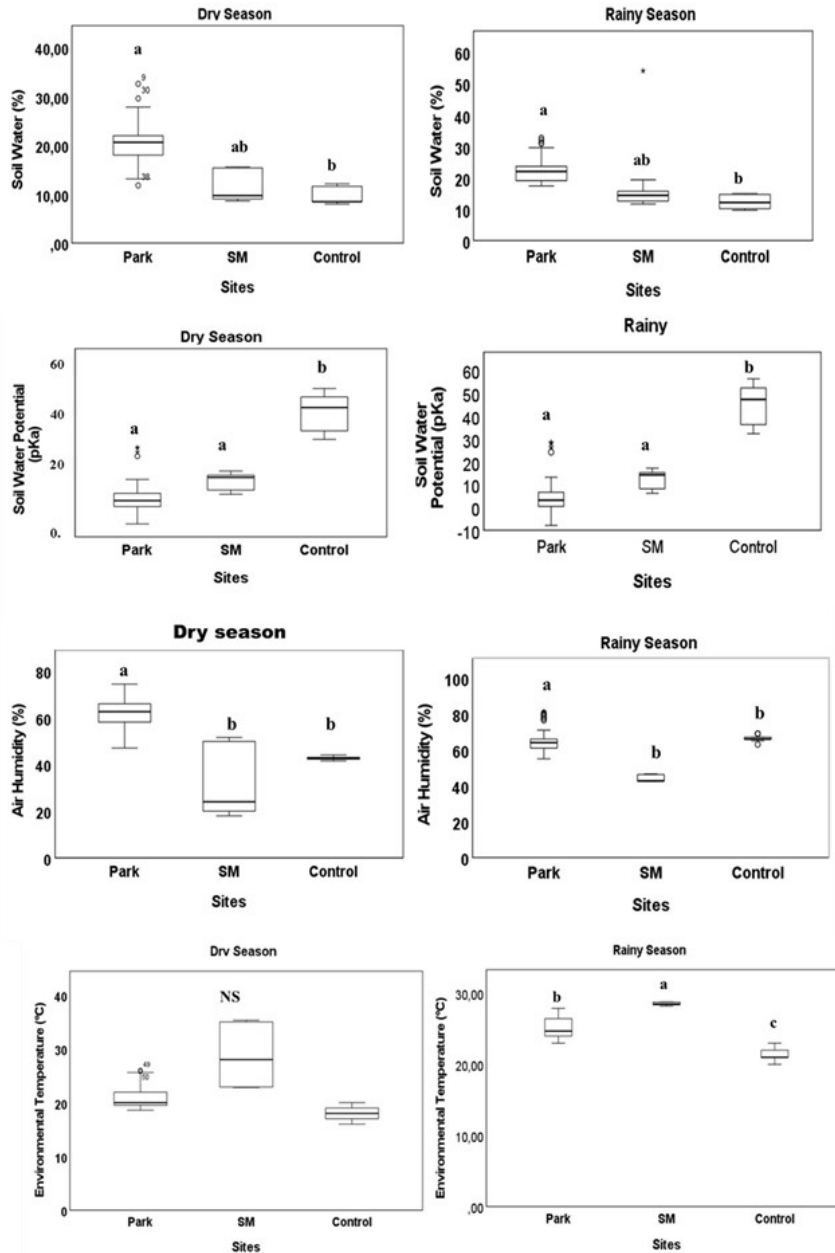 Dry Season
Soil Water (%)
40,00
30,00
20,00
10,00
,00
a
9
30
38
ab
b
Park SM Control
Sites
Rainy Season
Soil Water (%)
60
50
40
30
20
10
0
a
*
ab
b
Park SM Control
Sites
Dry Season
Soil Water Potential
(pKa)
60
40
20
0.
a
*
a
b
Park SM Control
Sites
Rainy
Soil Water
Potential (pKa)
60
50
40
30
20
10
0
-10
a
*
a
b
Park SM Control
Sites
Dry season
Air Humidity (%)
80
60
40
20
0
a
b
b
Park SM Control
Sites
Rainy Season
Air Humidity (%)
100
80
60
40
20
0
a
b
b
Park SM Control
Sites
Dry Season
Environmental Temperature (ºC)
40
30
20
10
0
49
50
NS
Park SM Control
Sites
Rainy Season
Environmental Temperature (ºC)
30,00
20,00
10,00
,00
b
a
c
Park SM Control
Sites